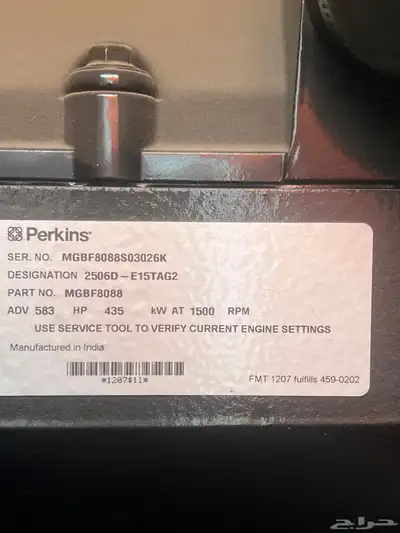 Perkins
SER. NO. MGBF8088S03026K
DESIGNATION 2506D-E15TAG2
PART NO. MGBF8088
ADV 583 HP 435 kW AT 1500 RPM
USE SERVICE TOOL TO VERIFY CURRENT ENGINE SETTINGS
Manufactured in India
*1207$11*
FMT 1207 fulfills 459-0202
حراج